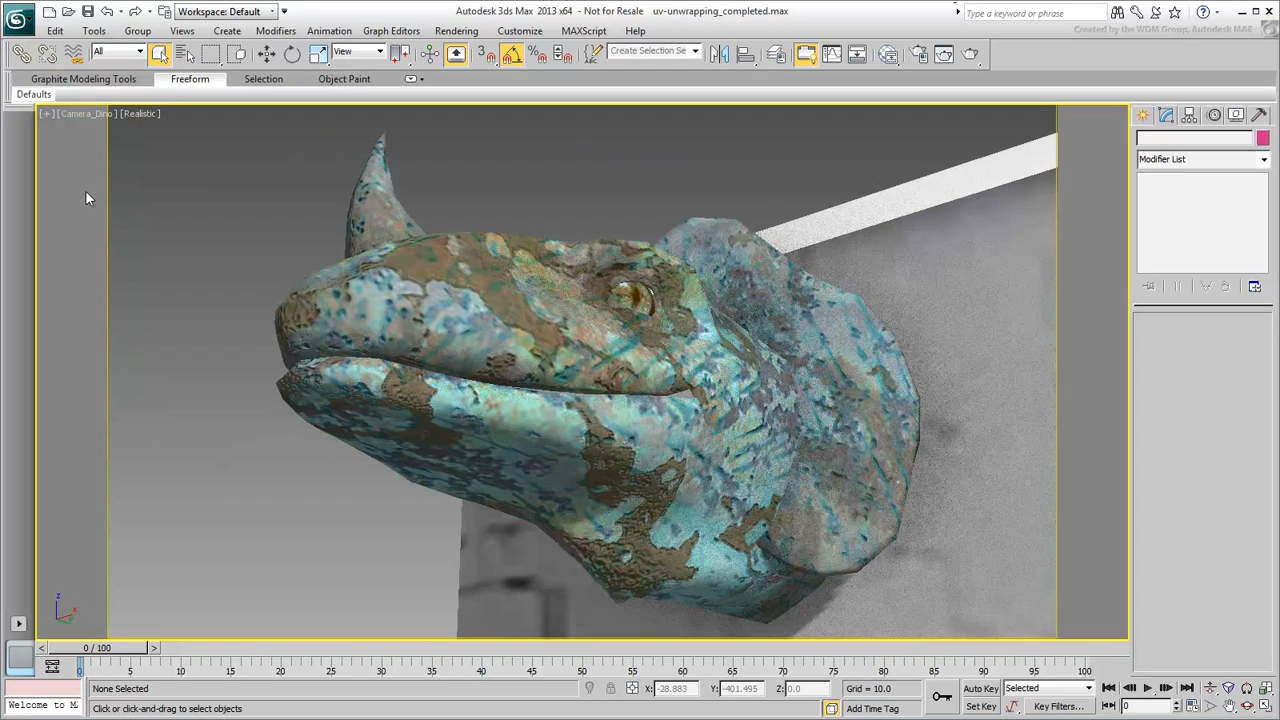 Workspace: Default
Autodesk 3ds Max 2013 x64 - Not for Resale uv-unwrapping_completed.max
Type a keyword or phrase
Edit Tools Group Views Create Modifiers Animation Graph Editors Rendering Customize MAXScript Help
Created by the WDM Group, Autodesk M&E
All View 3 Create Selection Se
Graphite Modeling Tools Freeform Selection Object Paint
Defaults
[+] [Camera_Dino] [Realistic]
Modifier List
z
x
0 / 100
0 5 10 15 20 25 30 35 40 45 50 55 60 65 70 75 80 85 90 95 100
None Selected X: -28.883 Y: -401.495 Z: 0.0 Grid = 10.0 Auto Key Selected
Welcome to M Click or click-and-drag to select objects Add Time Tag Set Key Key Filters... 0